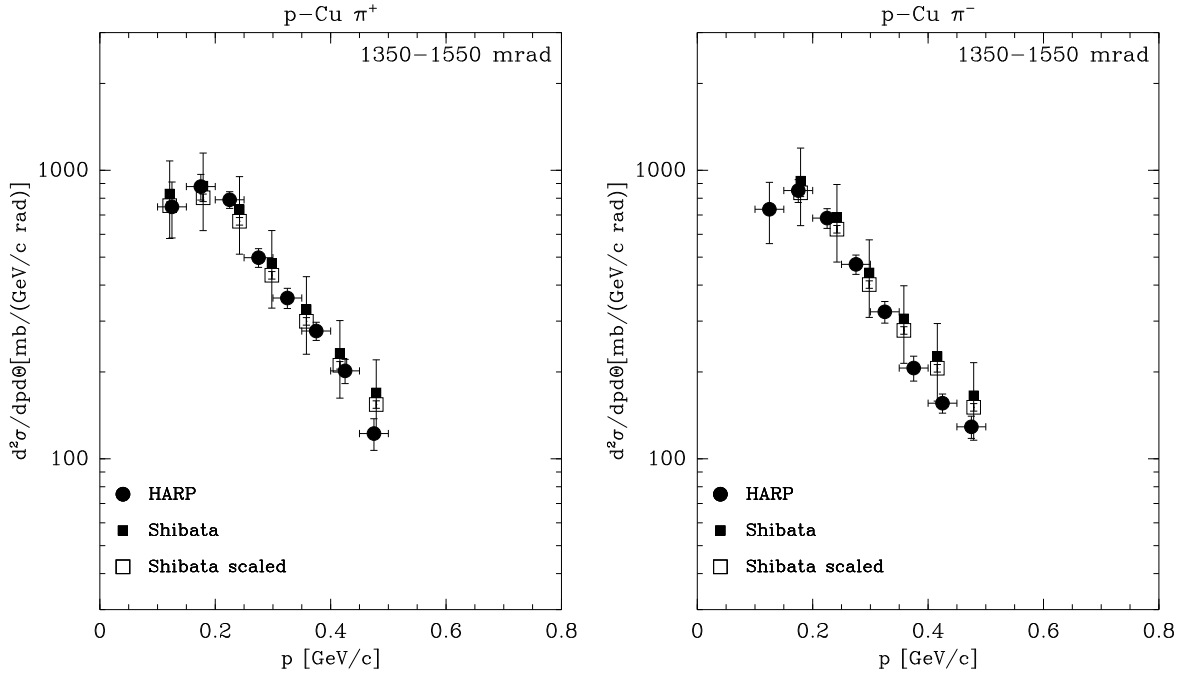 p−Cu π⁺
1350−1550 mrad
d²σ/dpdΘ[mb/(GeV/c rad)]
1000
100
HARP
Shibata
Shibata scaled
0 0.2 0.4 0.6 0.8
p [GeV/c]
p−Cu π⁻
1350−1550 mrad
d²σ/dpdΘ[mb/(GeV/c rad)]
1000
100
HARP
Shibata
Shibata scaled
0 0.2 0.4 0.6 0.8
p [GeV/c]